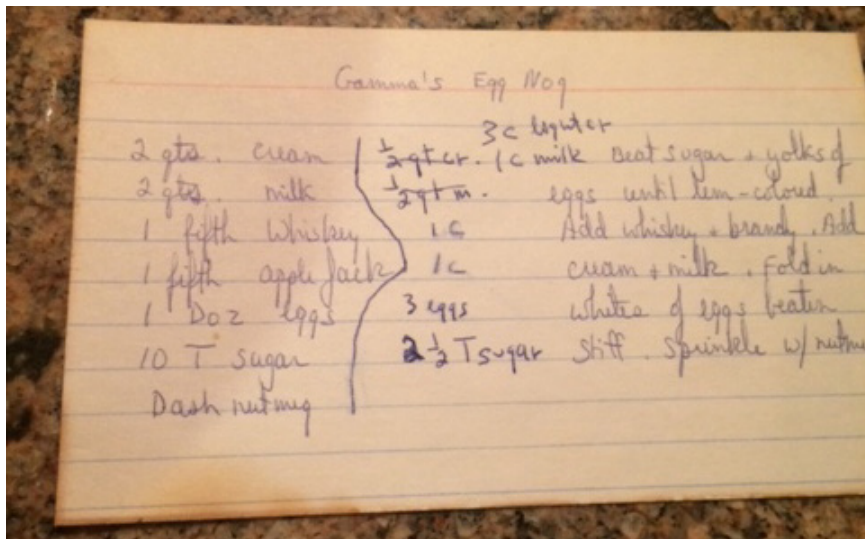 Gamma's Egg Nog
3 c
2 qts. cream
2 qts. milk
1 fifth Whiskey
1 fifth apple Jack
1 Doz eggs
10 T sugar
Dash nutmeg
1/2 qt cr. 1 c milk
1/2 qt m.
1 c
1 c
3 eggs
2 1/2 T sugar
Beat sugar + yolks of
eggs until lem-colored.
Add whiskey + brandy. Add
cream + milk. Fold in
whites of eggs beaten
stiff. Sprinkle w/